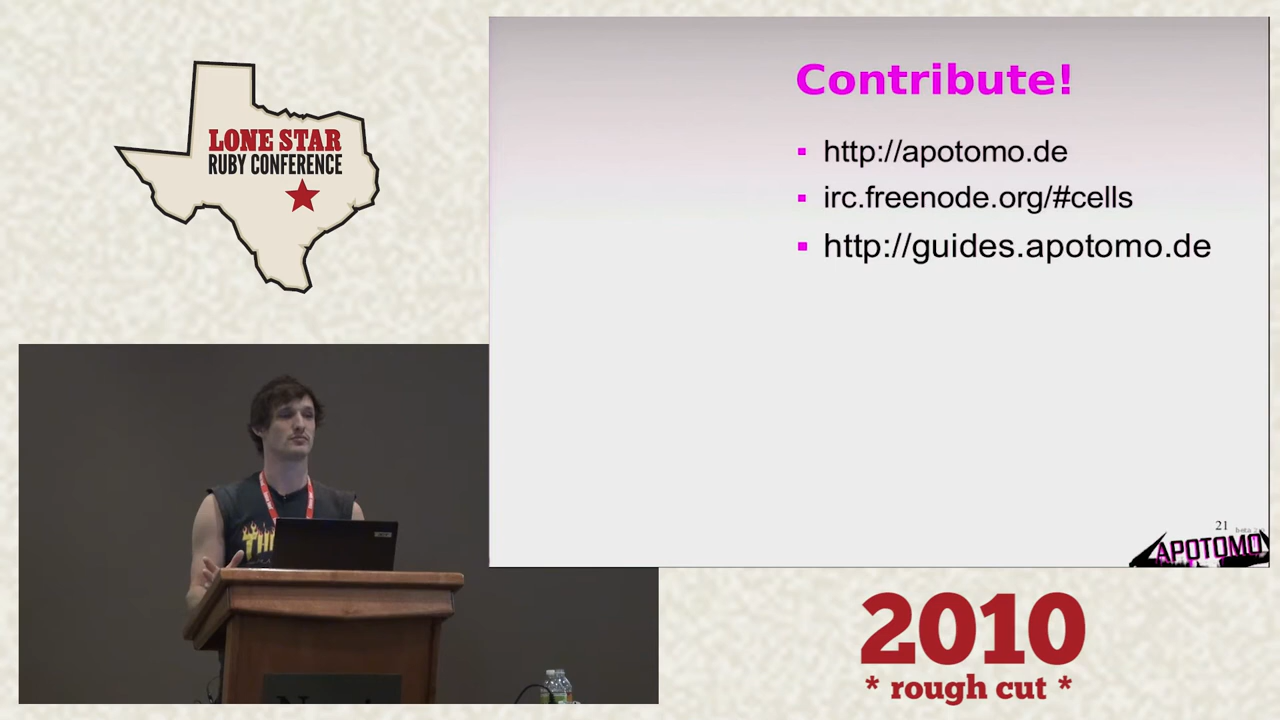 LONE STAR
RUBY CONFERENCE
Contribute!
http://apotomo.de
irc.freenode.org/#cells
http://guides.apotomo.de
21
APOTOMO
2010
* rough cut *